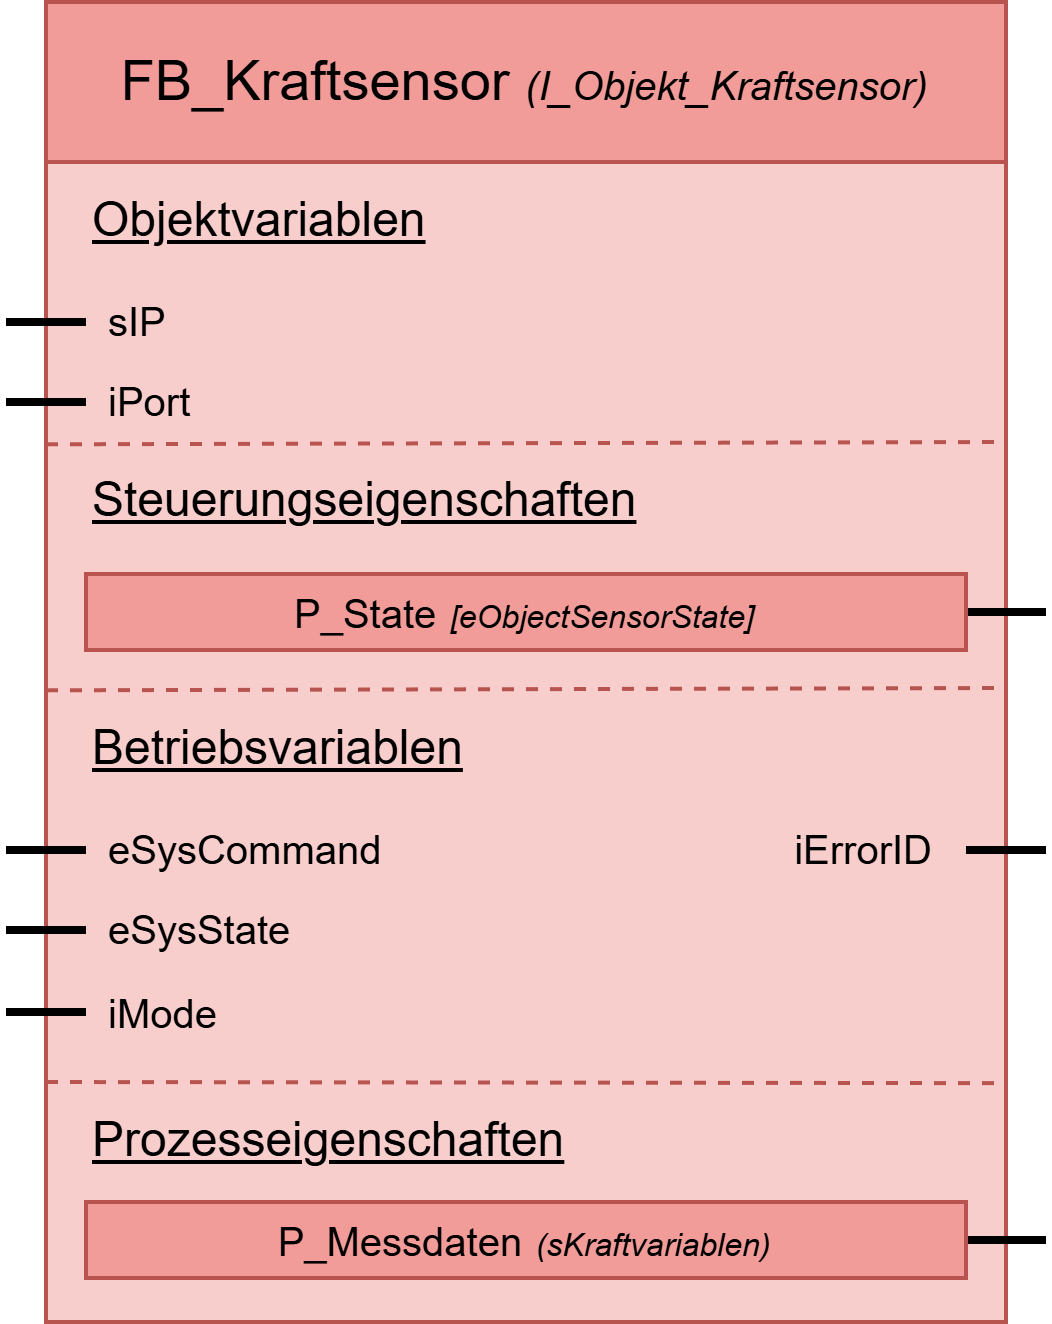 FB_Kraftsensor (I_Objekt_Kraftsensor)
Objektvariablen
sIP
iPort
Steuerungseigenschaften
P_State [eObjectSensorState]
Betriebsvariablen
eSysCommand iErrorID
eSysState
iMode
Prozesseigenschaften
P_Messdaten (sKraftvariablen)